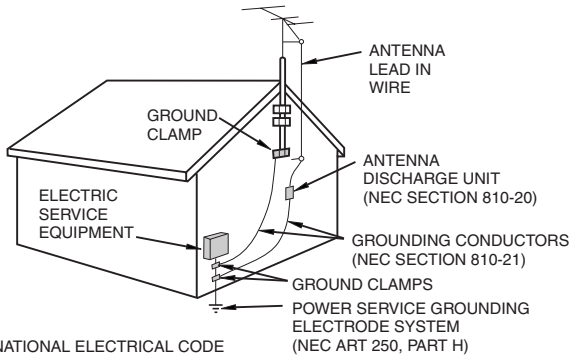 ANTENNA
LEAD IN
WIRE
GROUND
CLAMP
ANTENNA
DISCHARGE UNIT
(NEC SECTION 810-20)
ELECTRIC
SERVICE
EQUIPMENT
GROUNDING CONDUCTORS
(NEC SECTION 810-21)
GROUND CLAMPS
POWER SERVICE GROUNDING
ELECTRODE SYSTEM
(NEC ART 250, PART H)
NATIONAL ELECTRICAL CODE